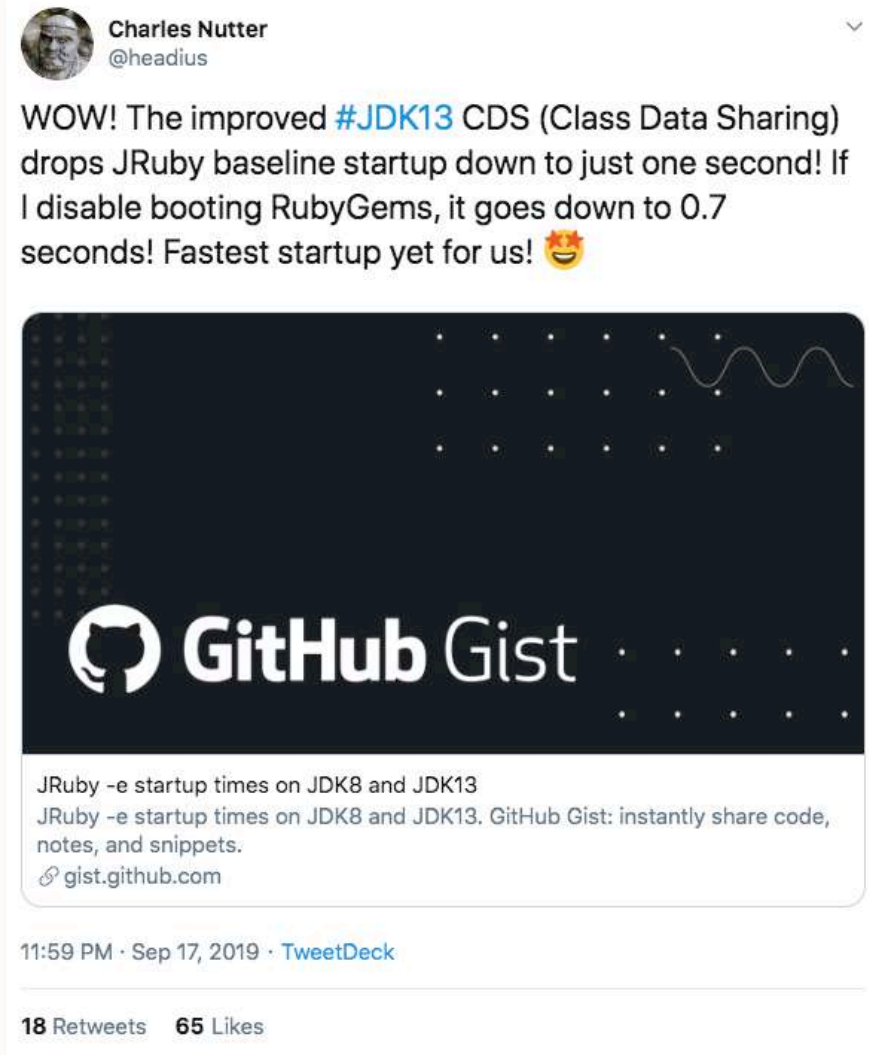 Charles Nutter
@headius
WOW! The improved #JDK13 CDS (Class Data Sharing)
drops JRuby baseline startup down to just one second! If
I disable booting RubyGems, it goes down to 0.7
seconds! Fastest startup yet for us! 🤩
GitHub Gist
JRuby -e startup times on JDK8 and JDK13
JRuby -e startup times on JDK8 and JDK13. GitHub Gist: instantly share code,
notes, and snippets.
gist.github.com
11:59 PM · Sep 17, 2019 · TweetDeck
18 Retweets 65 Likes